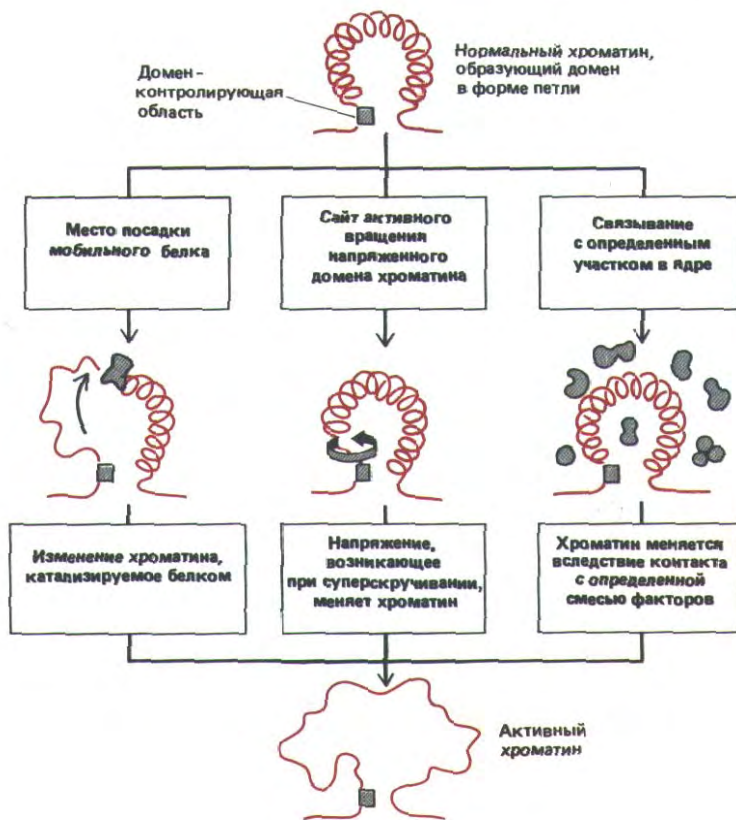 Домен-
контролирующая
область
Нормальный хроматин,
образующий домен
в форме петли
Место посадки
мобильного белка
Сайт активного
вращения
напряженного
домена хроматина
Связывание
с определенным
участком в ядре
Изменение хроматина,
катализируемое белком
Напряжение,
возникающее
при суперскручивании,
меняет хроматин
Хроматин меняется
вследствие контакта
с определенной
смесью факторов
Активный
хроматин